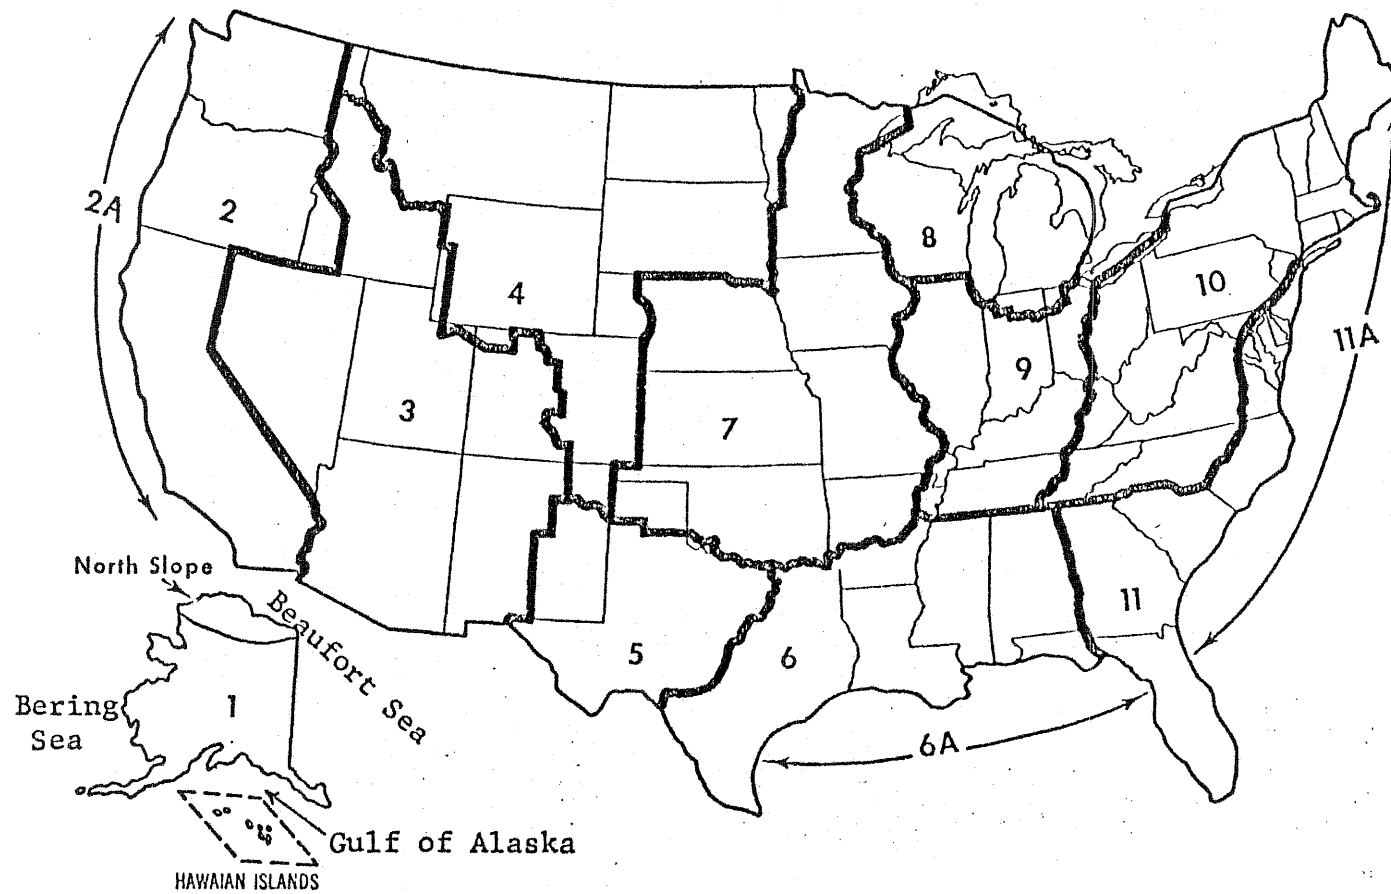 2A
2
8
4
10
11A
9
3
7
North Slope
Beaufort Sea
11
5
6
Bering
Sea
1
6A
Gulf of Alaska
HAWAIIAN ISLANDS